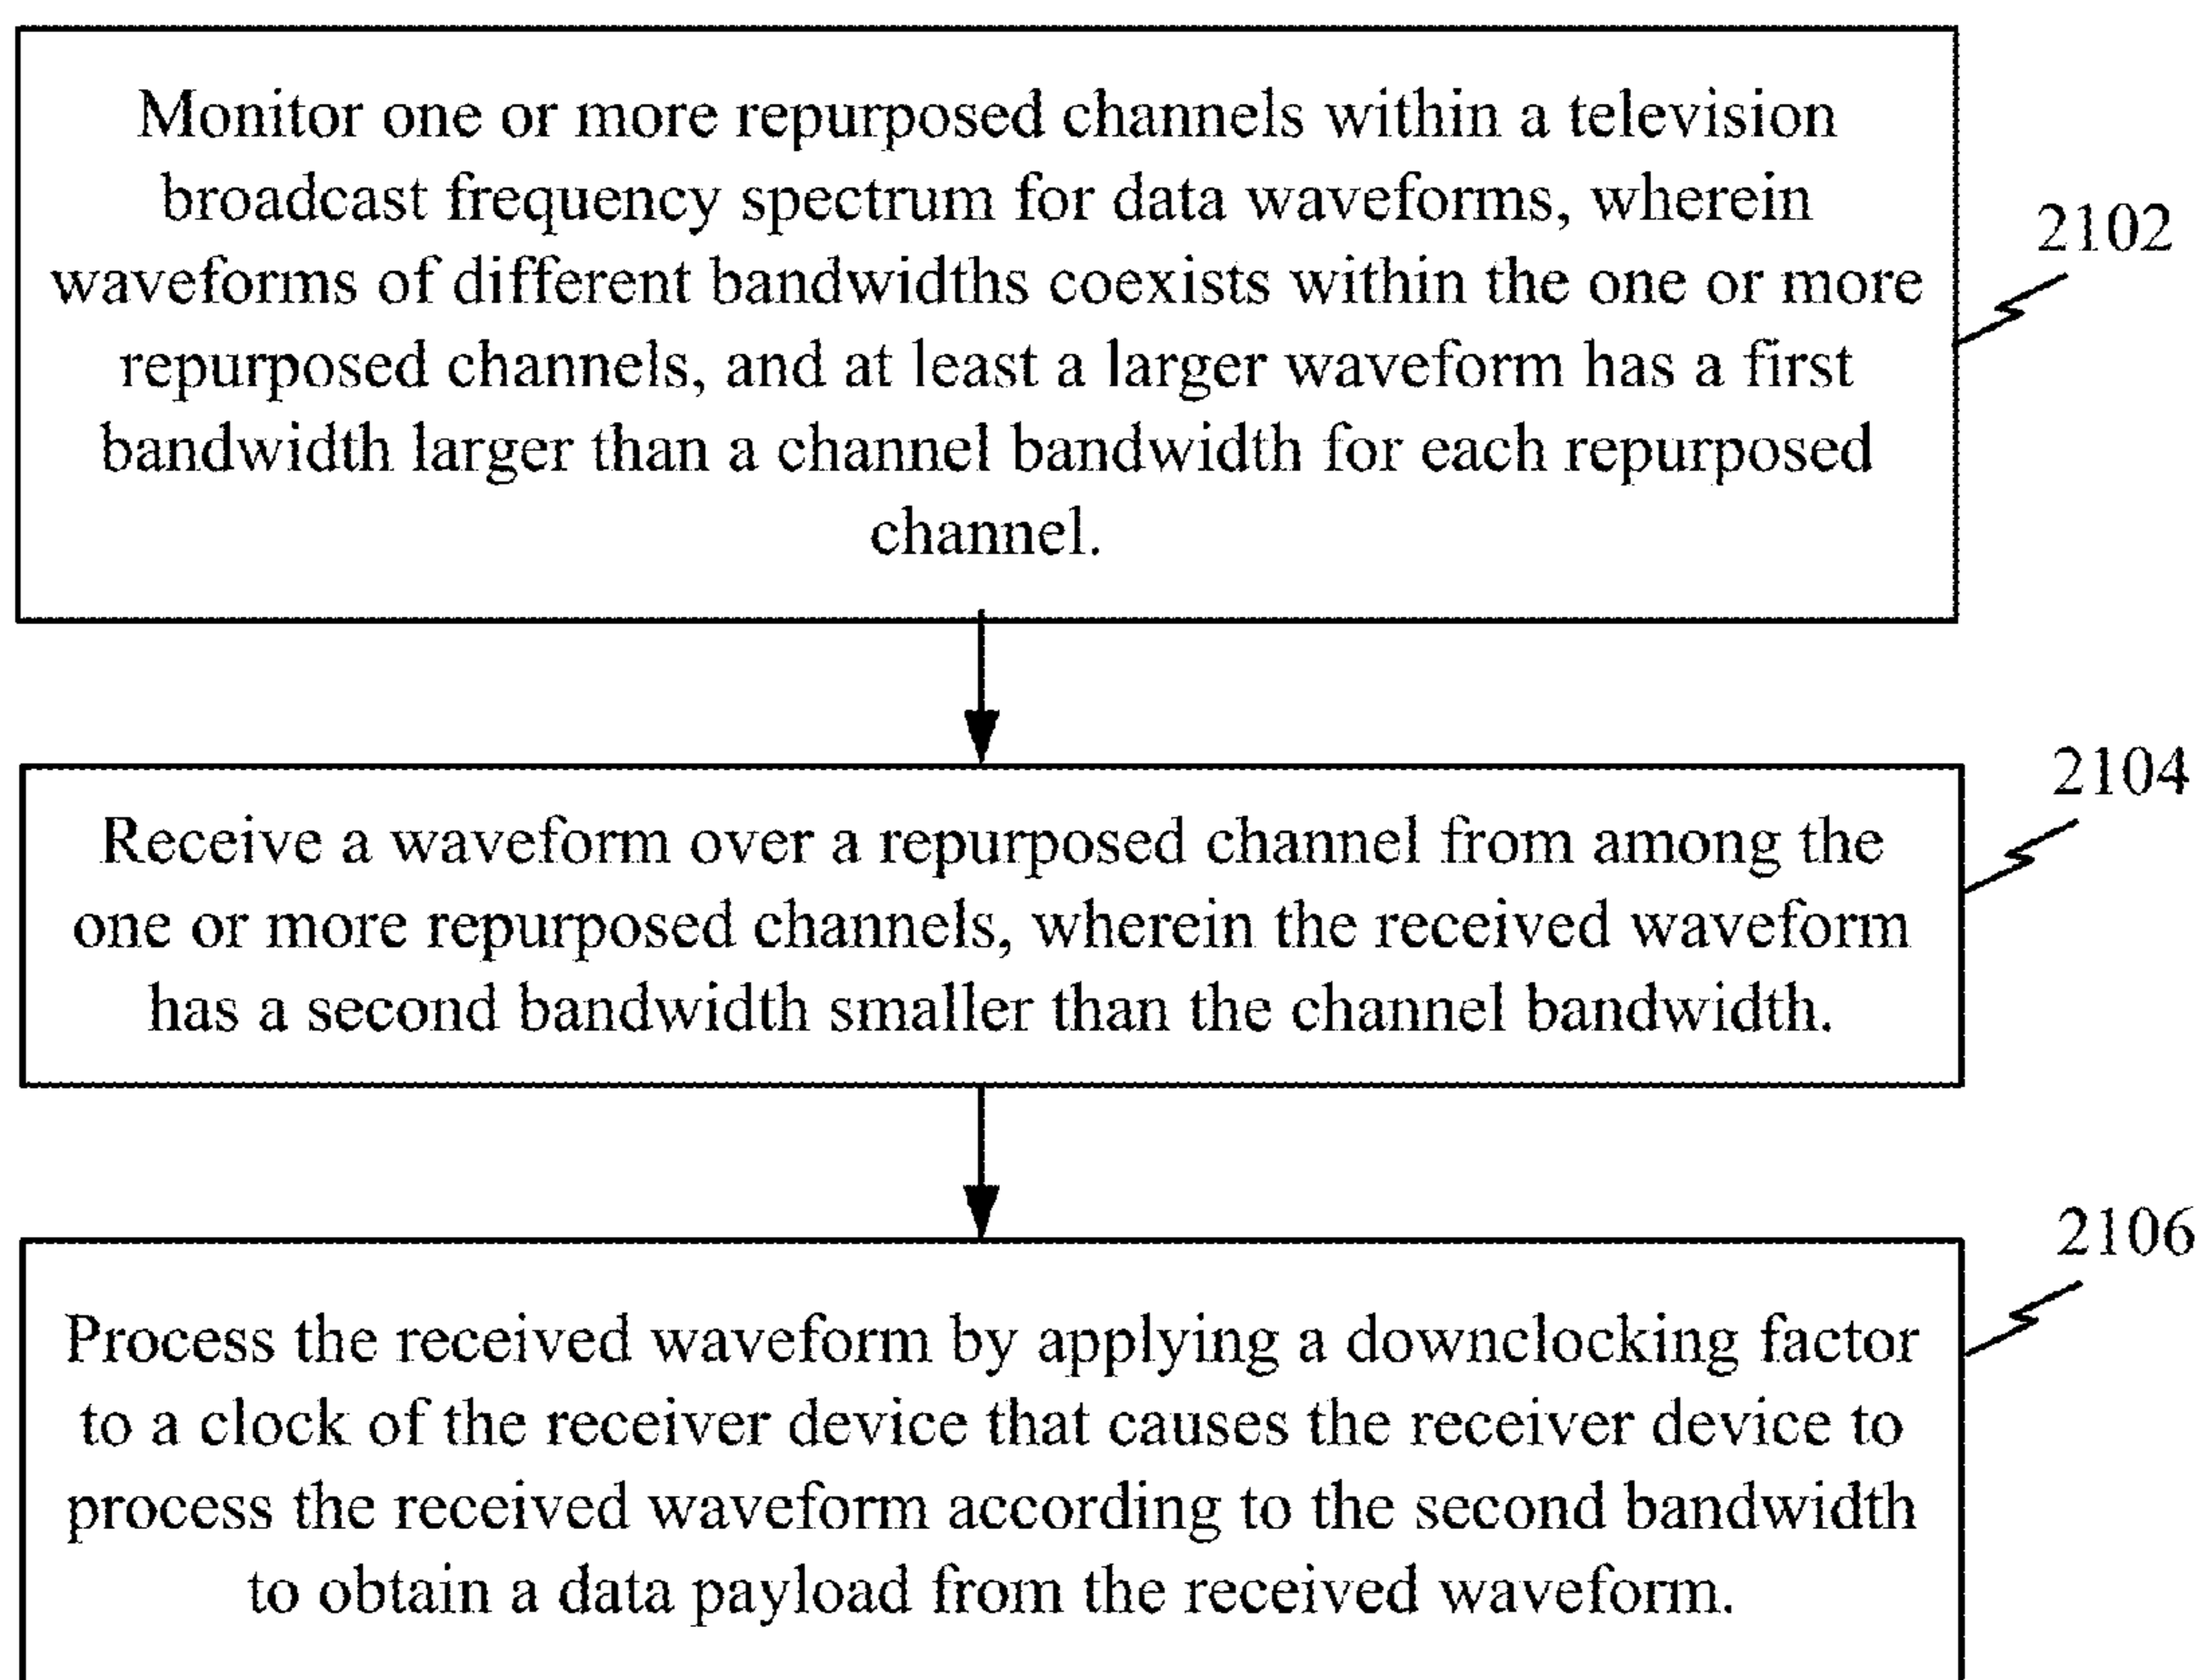 Monitor one or more repurposed channels within a television
broadcast frequency spectrum for data waveforms, wherein
waveforms of different bandwidths coexists within the one or more
repurposed channels, and at least a larger waveform has a first
bandwidth larger than a channel bandwidth for each repurposed
channel.
2102
Receive a waveform over a repurposed channel from among the
one or more repurposed channels, wherein the received waveform
has a second bandwidth smaller than the channel bandwidth.
2104
Process the received waveform by applying a downclocking factor
to a clock of the receiver device that causes the receiver device to
process the received waveform according to the second bandwidth
to obtain a data payload from the received waveform.
2106